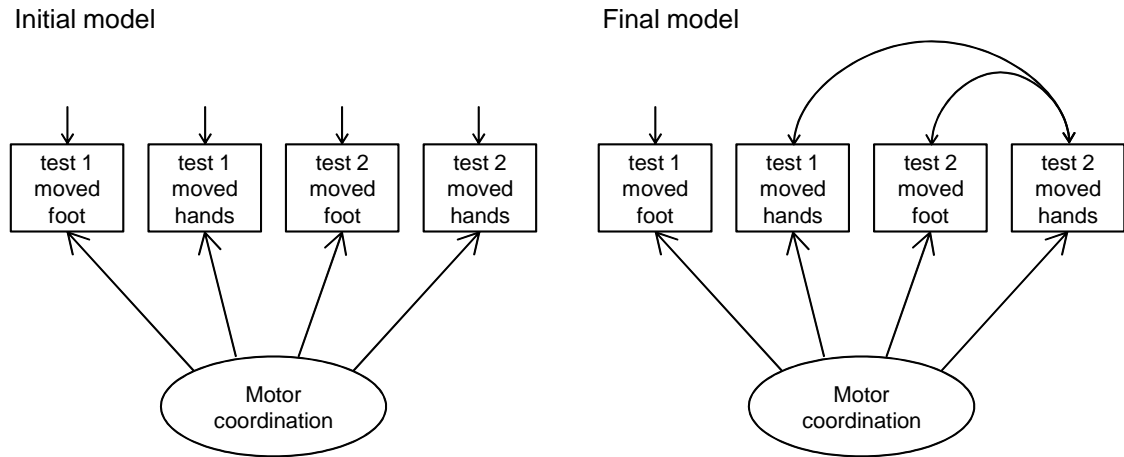 Initial model
test 1
moved
foot
test 1
moved
hands
test 2
moved
foot
test 2
moved
hands
Motor
coordination
Final model
test 1
moved
foot
test 1
moved
hands
test 2
moved
foot
test 2
moved
hands
Motor
coordination